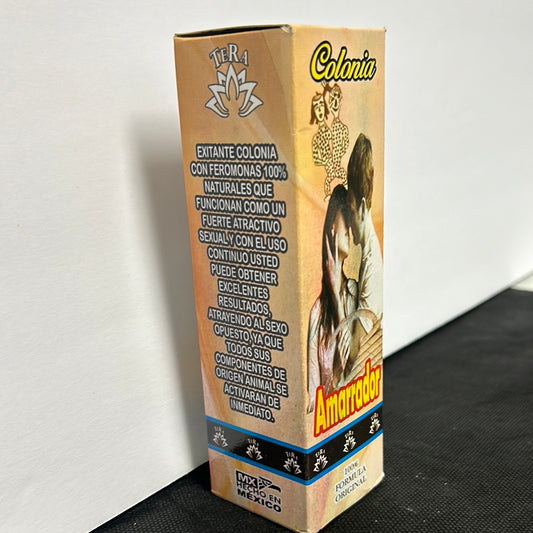 TERA
EXITANTE COLONIA
CON FEROMONAS 100%
NATURALES QUE
FUNCIONAN COMO UN
FUERTE ATRACTIVO
SEXUAL Y CON EL USO
CONTINUO USTED
PUEDE OBTENER
EXCELENTES
RESULTADOS,
ATRAYENDO AL SEXO
OPUESTO, YA QUE
TODOS SUS
COMPONENTES DE
ORIGEN ANIMAL SE
ACTIVARAN DE
INMEDIATO.
MX
HECHO EN
MÉXICO
Colonia
Amarrador
100%
FORMULA
ORIGINAL